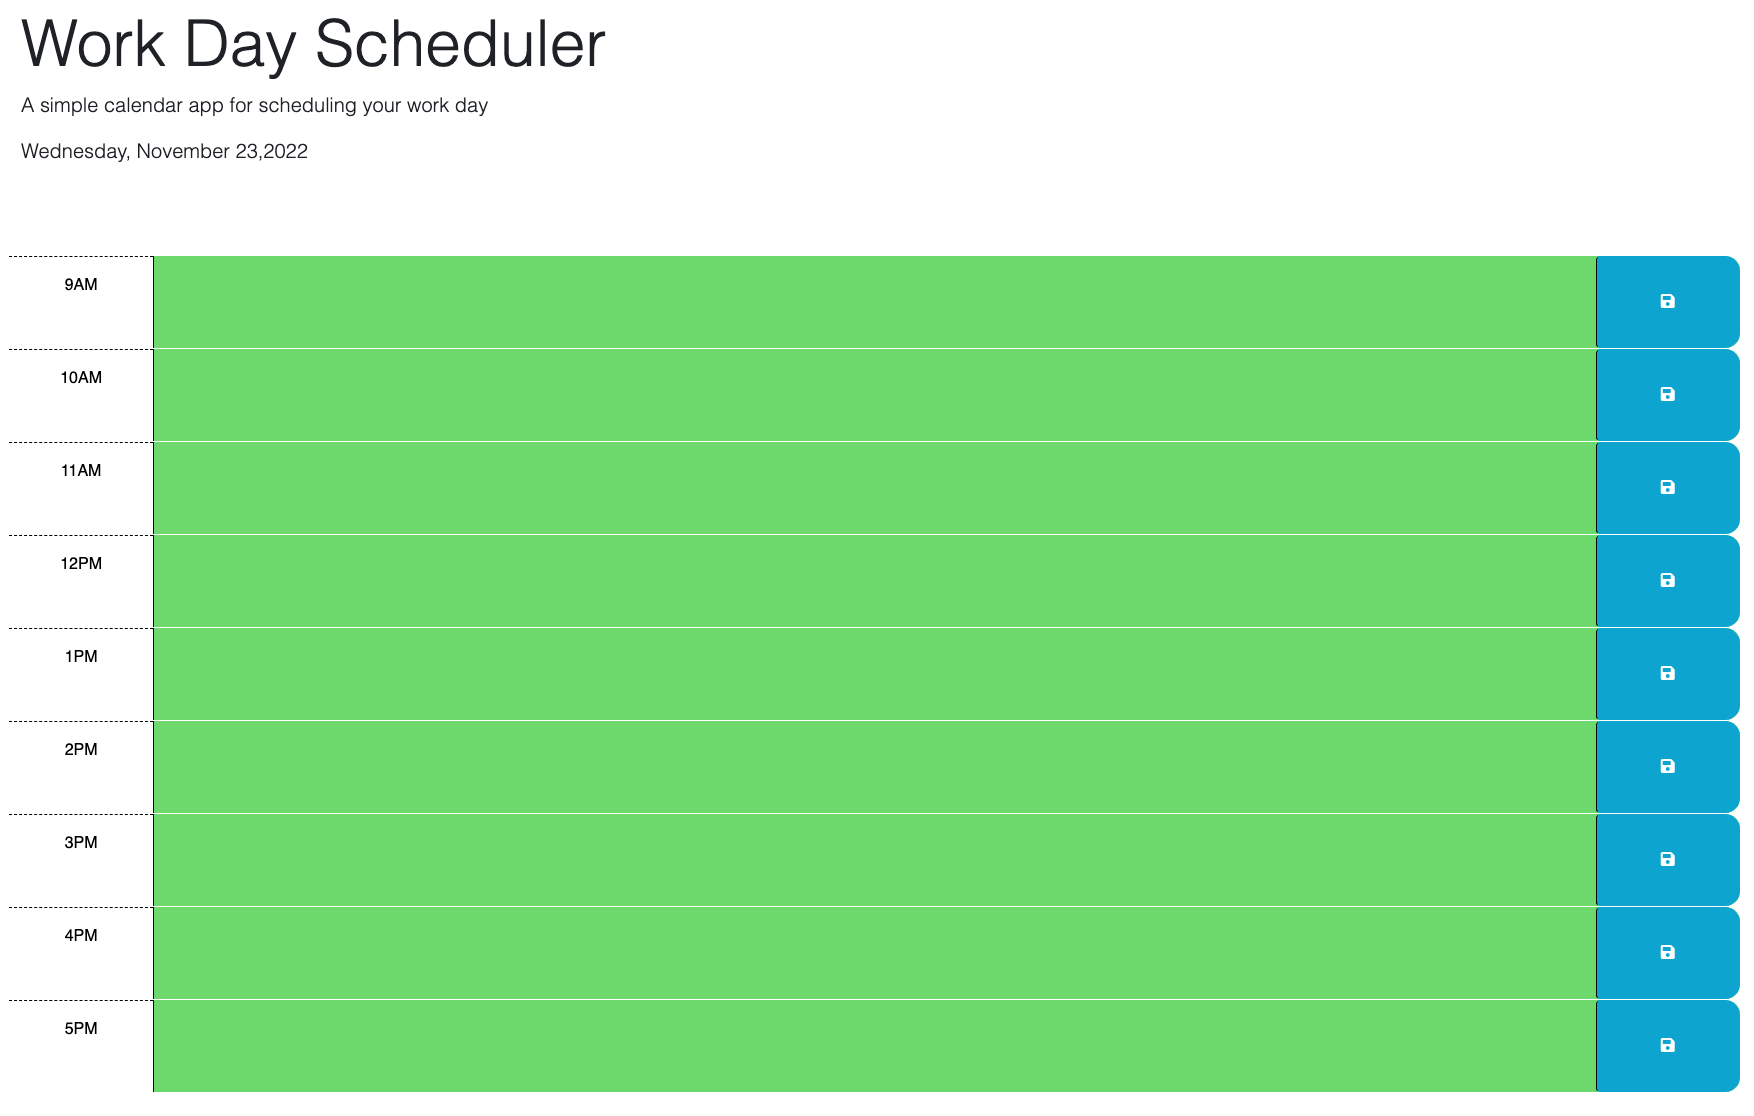 Work Day Scheduler
A simple calendar app for scheduling your work day
Wednesday, November 23,2022
9AM
10AM
11AM
12PM
1PM
2PM
3PM
4PM
5PM